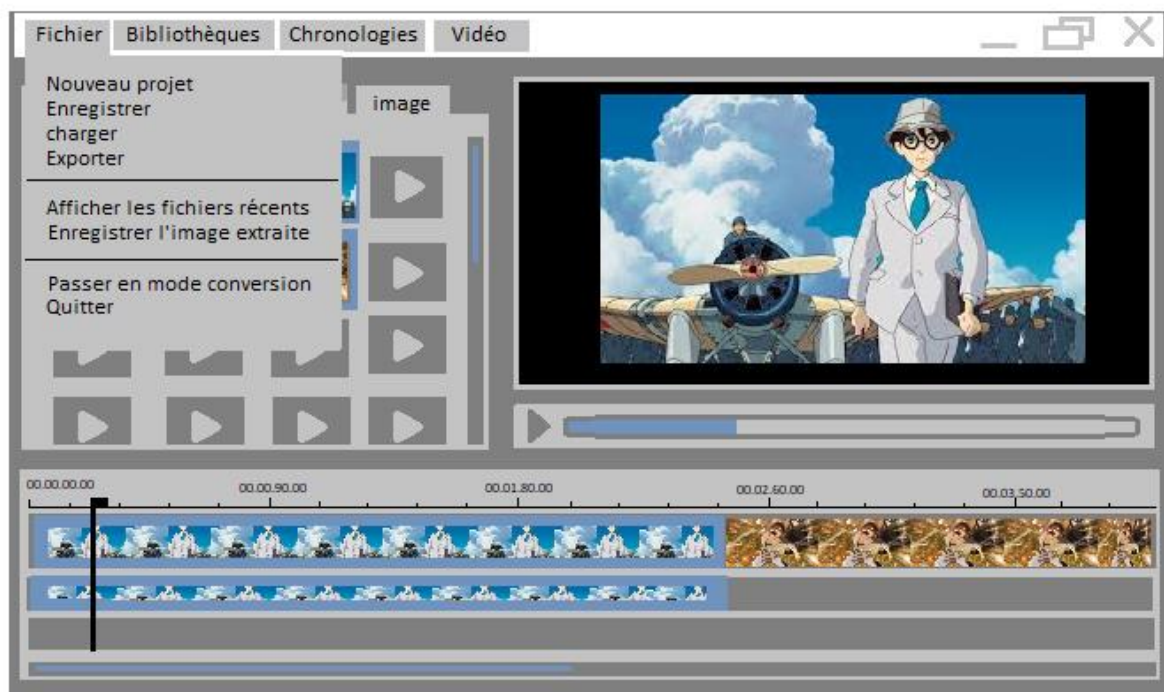 Fichier Bibliothèques Chronologies Vidéo
Nouveau projet
Enregistrer
charger
Exporter
Afficher les fichiers récents
Enregistrer l'image extraite
Passer en mode conversion
Quitter
image
00.00.00.00 00.00.90.00 00.01.80.00 00.02.60.00 00.03.50.00